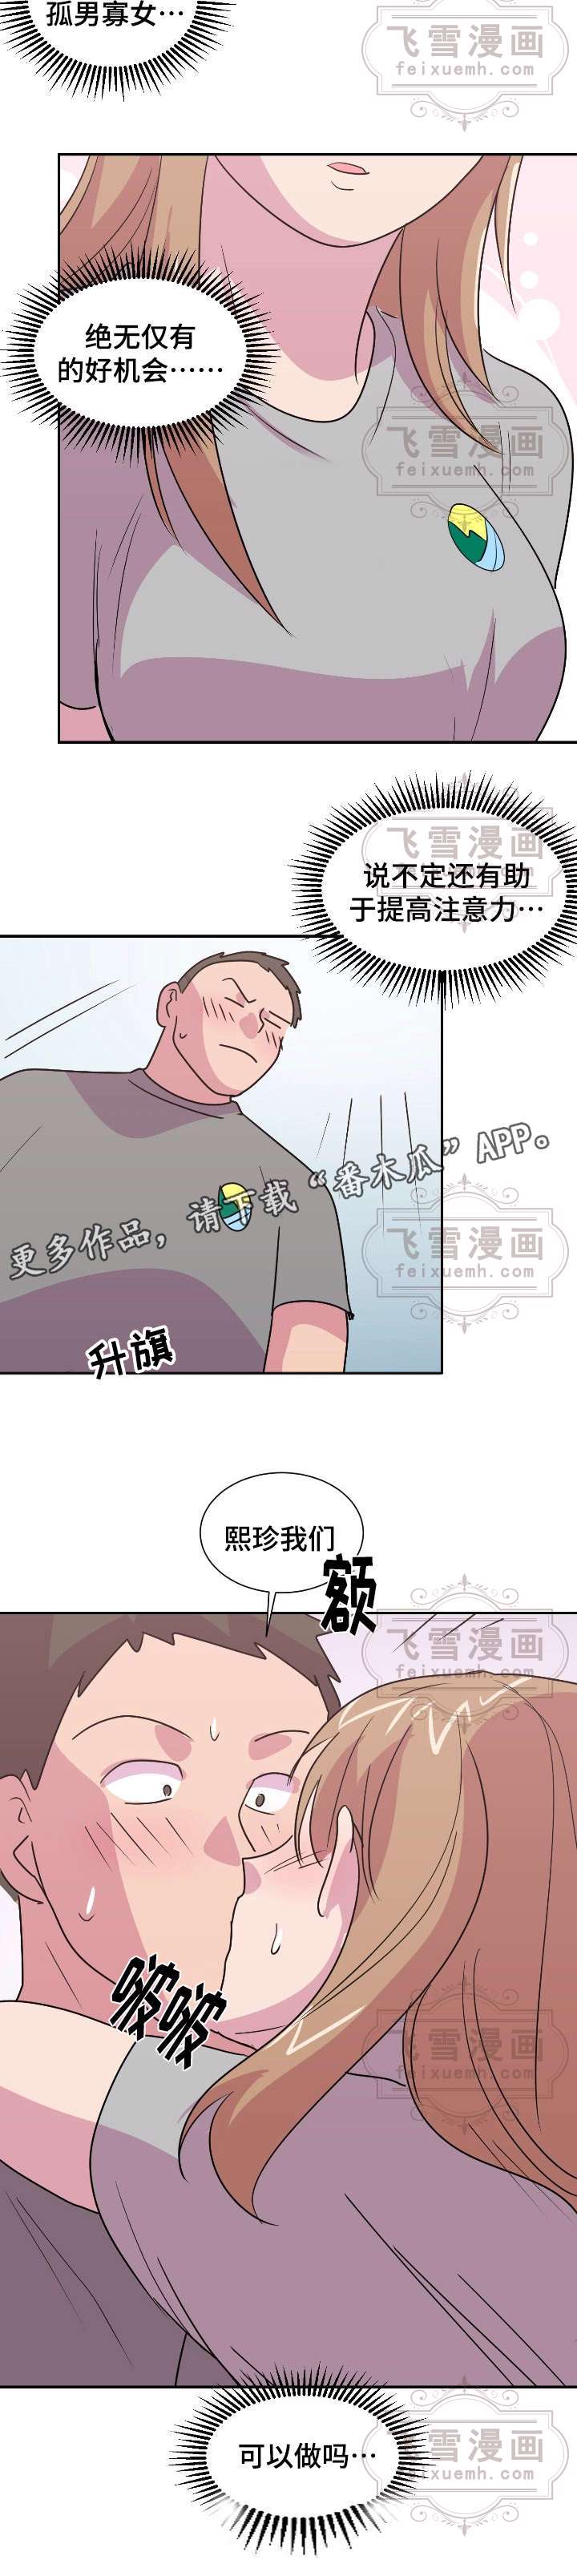 孤男寡女…
飞雪漫画
feixuemh.com
绝无仅有
的好机会……
飞雪漫画
feixuemh.com
说不定还有助
于提高注意力…
飞雪漫画
更多作品，请下载“番木瓜”APP。
飞雪漫画
feixuemh.com
升旗
熙珍我们
额
飞雪漫画
feixuemh.com
啵啵
飞雪漫画
feixuemh.com
可以做吗…
飞雪漫画
feixuemh.com